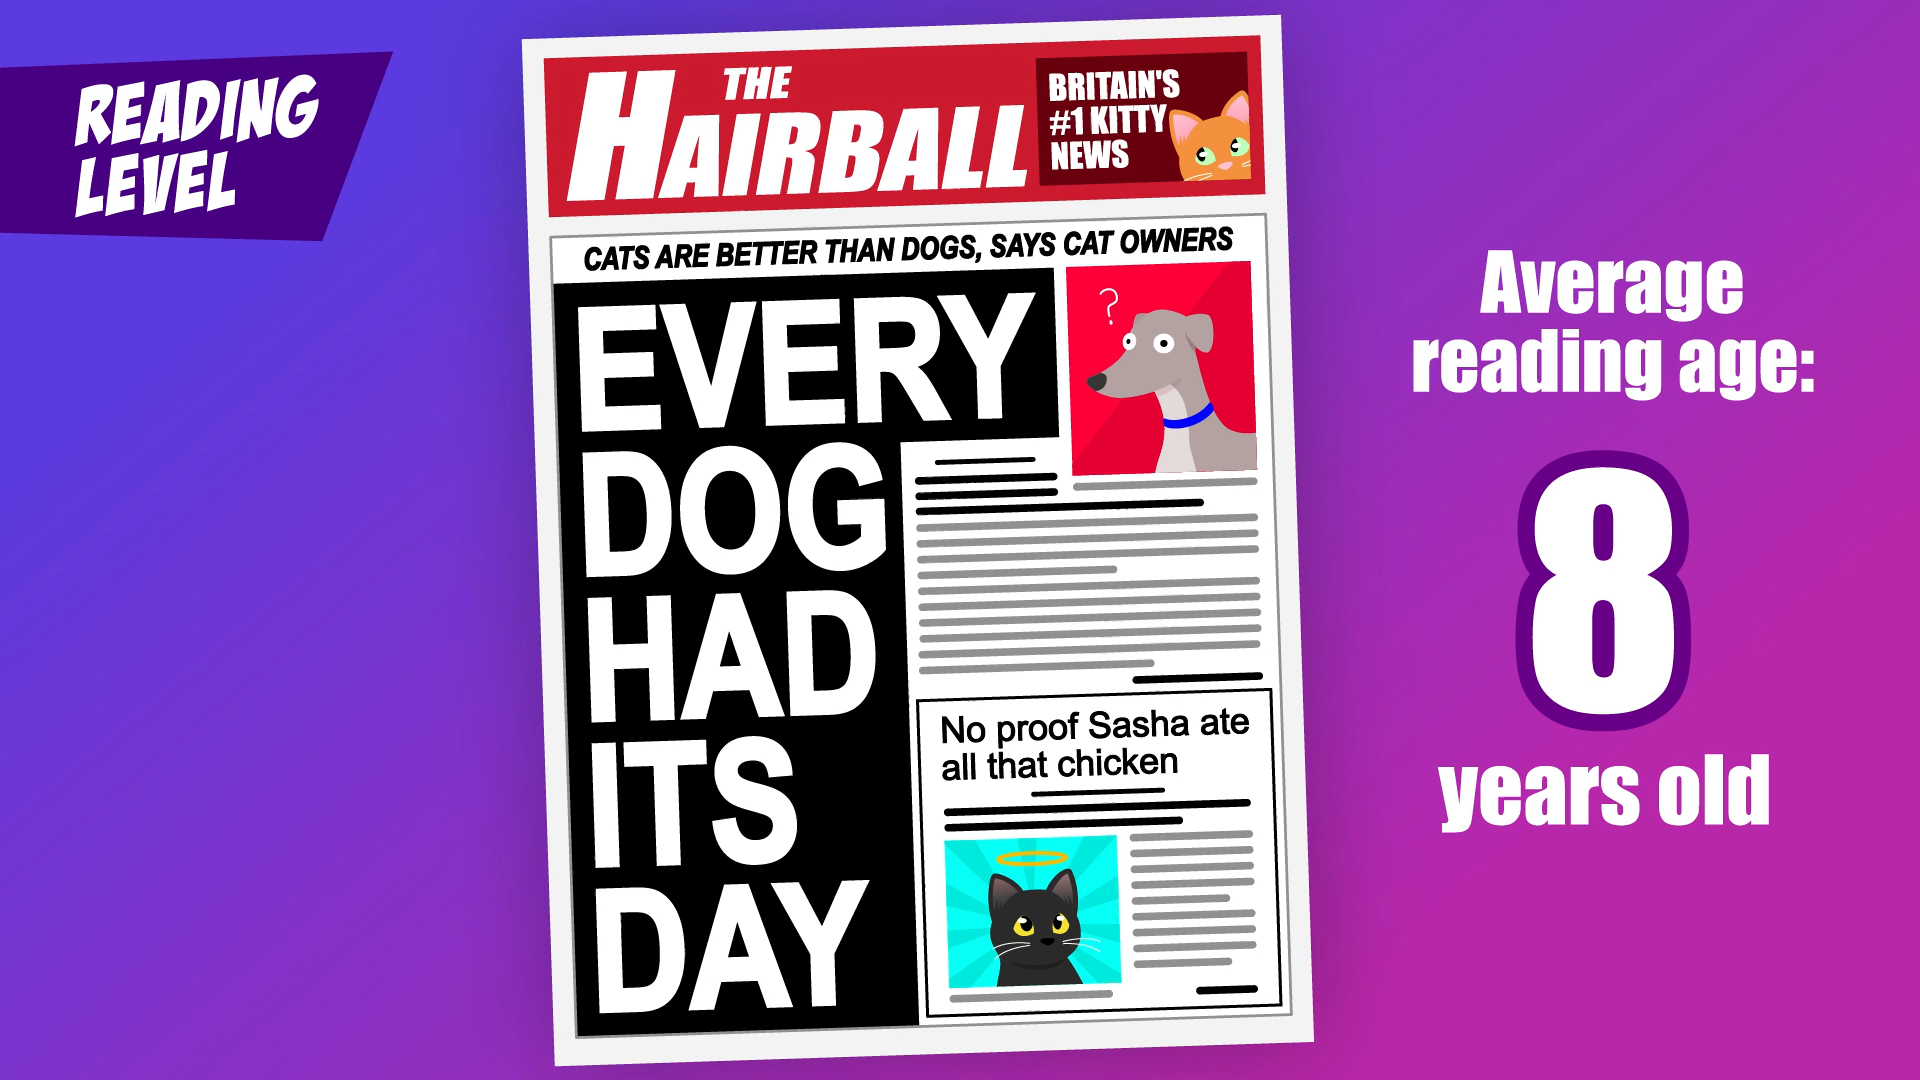 READING
LEVEL
THE
HAIRBALL
BRITAIN'S
#1 KITTY
NEWS
CATS ARE BETTER THAN DOGS, SAYS CAT OWNERS
EVERY
DOG
HAD
ITS
DAY
?
No proof Sasha ate
all that chicken
Average
reading age:
8
years old